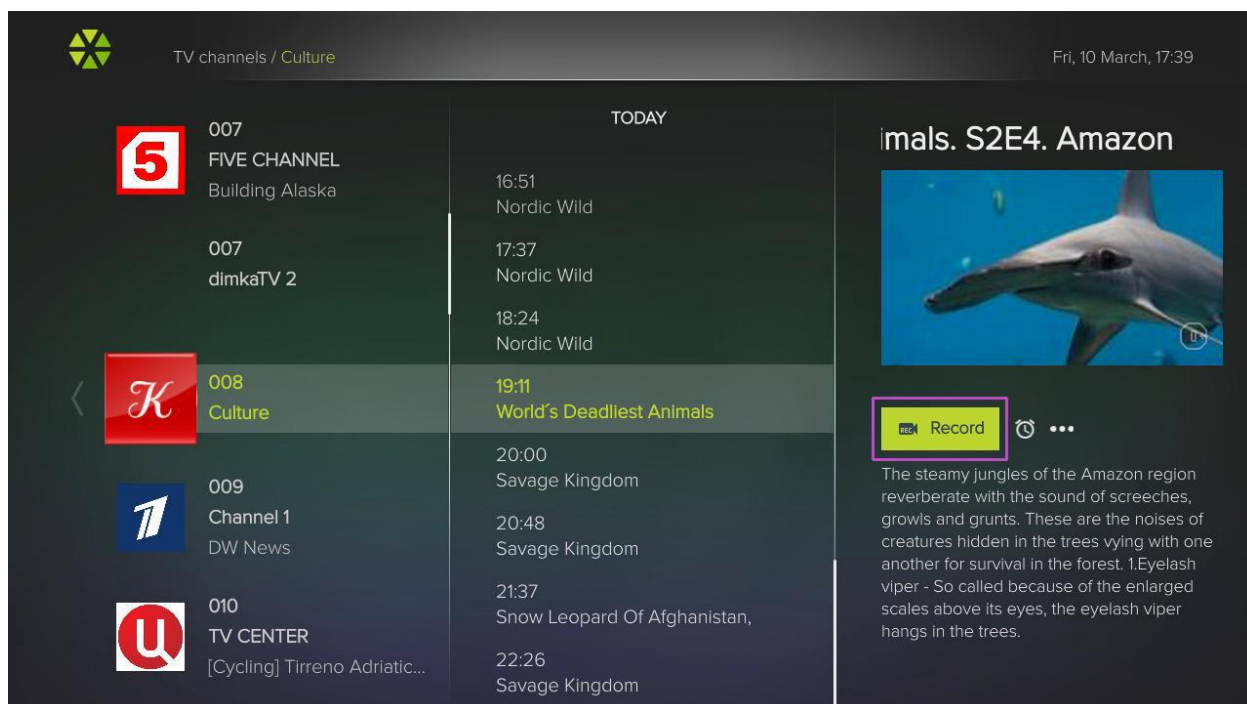 TV channels / Culture
Fri, 10 March, 17:39
5
007
FIVE CHANNEL
Building Alaska
007
dimkaTV 2
K
008
Culture
1
009
Channel 1
DW News
010
TV CENTER
[Cycling] Tirreno Adriatic...
TODAY
16:51
Nordic Wild
17:37
Nordic Wild
18:24
Nordic Wild
19:11
World´s Deadliest Animals
20:00
Savage Kingdom
20:48
Savage Kingdom
21:37
Snow Leopard Of Afghanistan,
22:26
Savage Kingdom
imals. S2E4. Amazon
REC Record
The steamy jungles of the Amazon region
reverberate with the sound of screeches,
growls and grunts. These are the noises of
creatures hidden in the trees vying with one
another for survival in the forest. 1.Eyelash
viper - So called because of the enlarged
scales above its eyes, the eyelash viper
hangs in the trees.